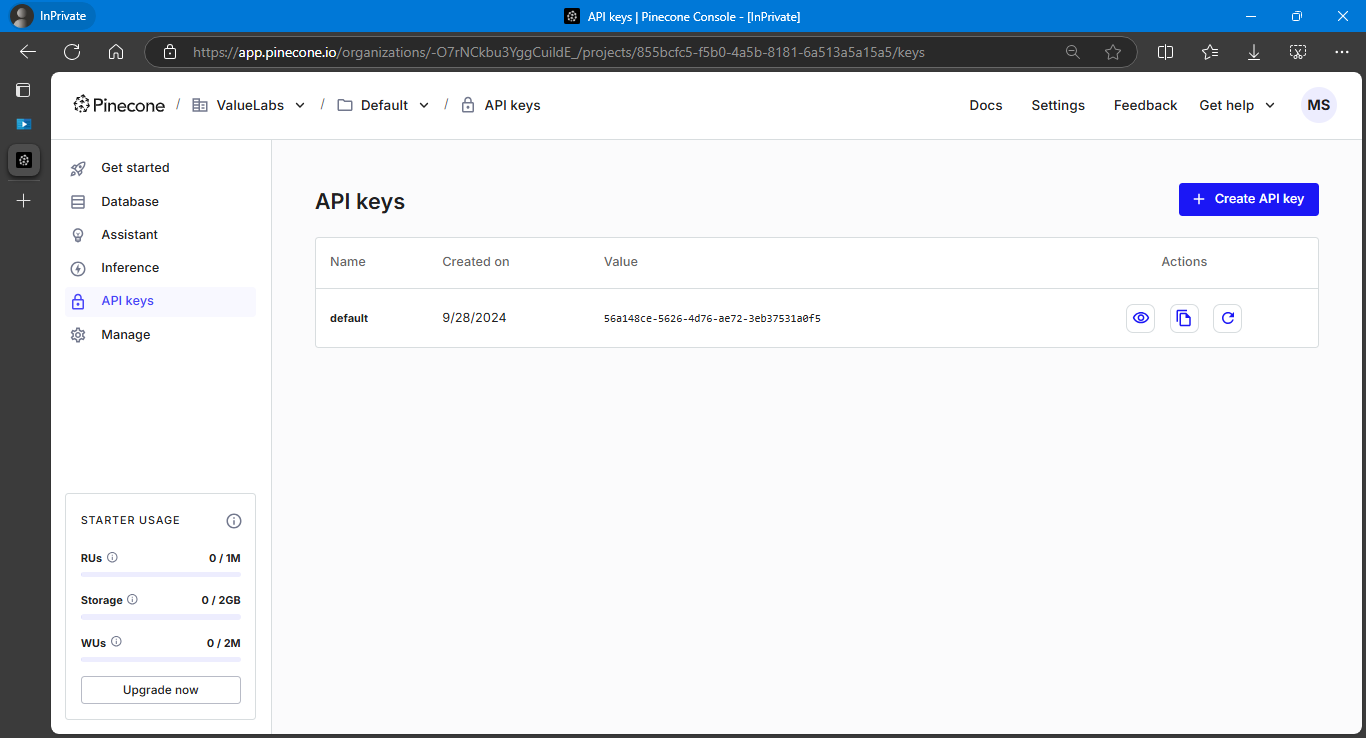 InPrivate
API keys | Pinecone Console - [InPrivate]
https://app.pinecone.io/organizations/-O7rNCkbu3YggCuildE_/projects/855bcfc5-f5b0-4a5b-8181-6a513a5a15a5/keys
Pinecone / ValueLabs / Default / API keys
Docs Settings Feedback Get help MS
Get started
Database
Assistant
Inference
API keys
Manage
API keys
+ Create API key
Name Created on Value Actions
default 9/28/2024 56a148ce-5626-4d76-ae72-3eb37531a0f5
STARTER USAGE
RUs 0 / 1M
Storage 0 / 2GB
WUs 0 / 2M
Upgrade now